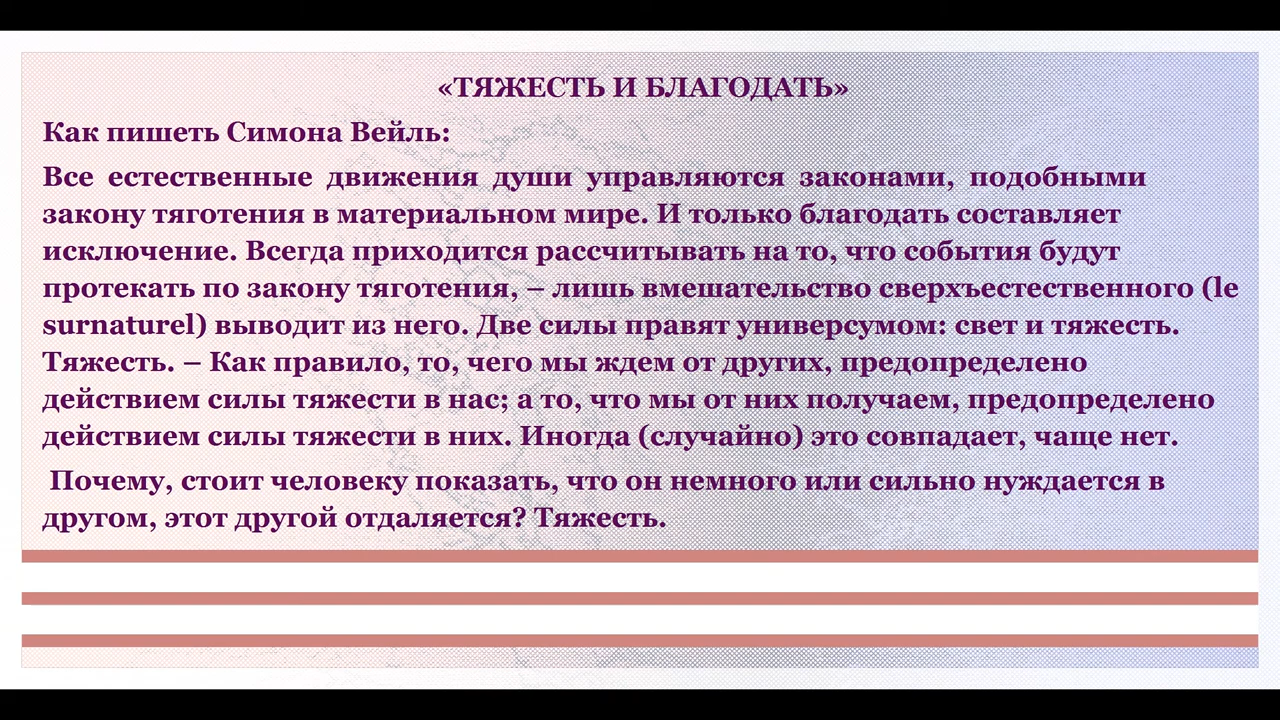 «ТЯЖЕСТЬ И БЛАГОДАТЬ»
Как пишеть Симона Вейль:
Все естественные движения души управляются законами, подобными
закону тяготения в материальном мире. И только благодать составляет
исключение. Всегда приходится рассчитывать на то, что события будут
протекать по закону тяготения, – лишь вмешательство сверхъестественного (le
surnaturel) выводит из него. Две силы правят универсумом: свет и тяжесть.
Тяжесть. – Как правило, то, чего мы ждем от других, предопределено
действием силы тяжести в нас; а то, что мы от них получаем, предопределено
действием силы тяжести в них. Иногда (случайно) это совпадает, чаще нет.
Почему, стоит человеку показать, что он немного или сильно нуждается в
другом, этот другой отдаляется? Тяжесть.